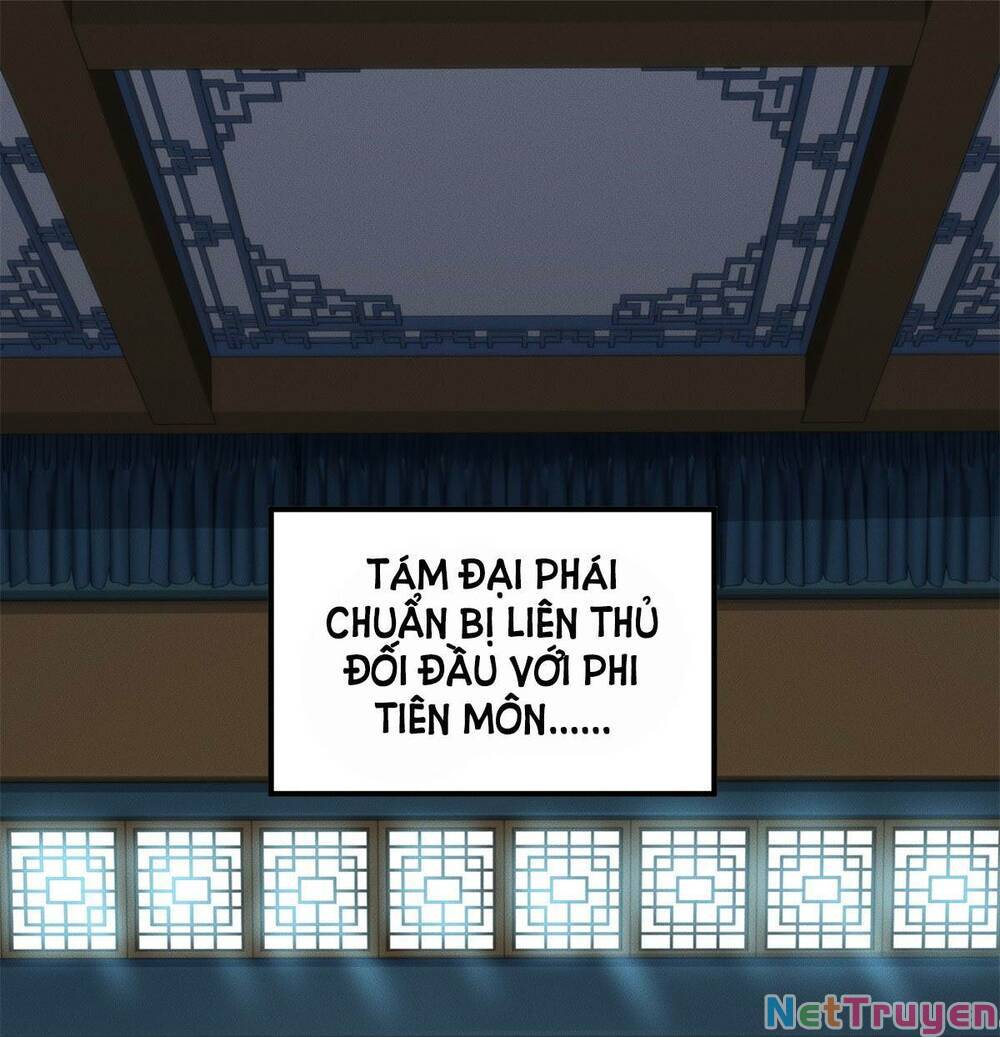 TÁM ĐẠI PHÁI
CHUẨN BỊ LIÊN THỦ
ĐỐI ĐẦU VỚI PHI
TIÊN MÔN......
NetTruyen